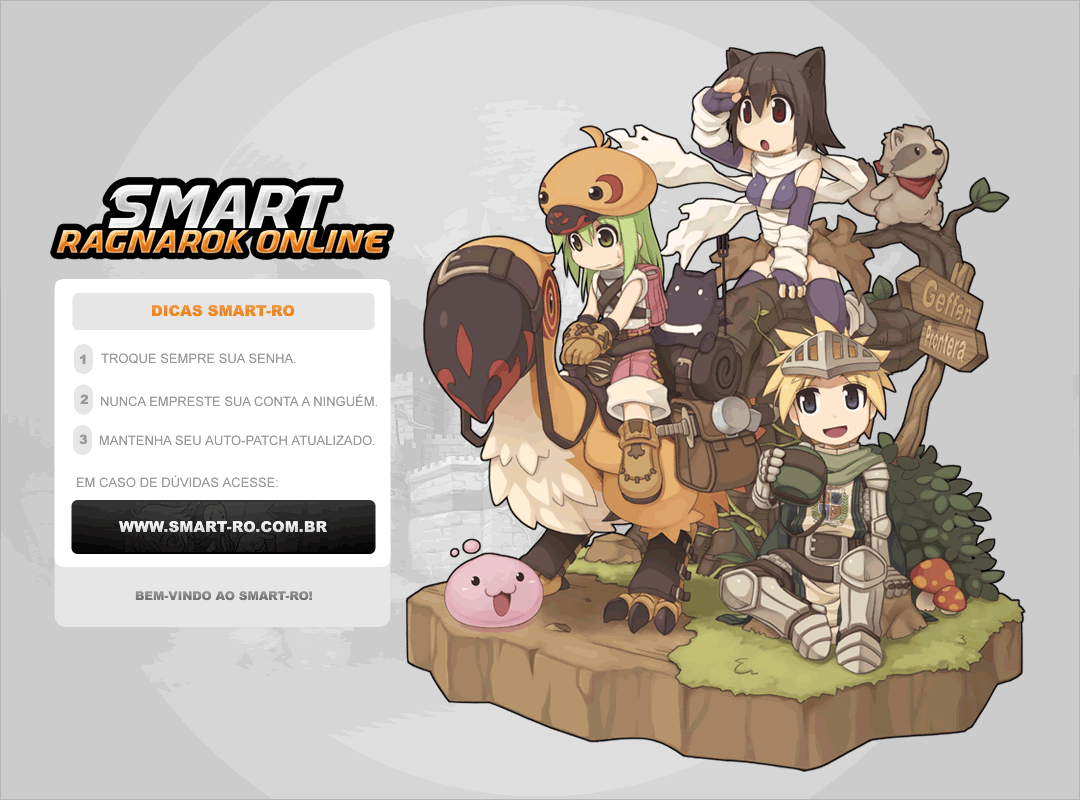 SMART
RAGNAROK ONLINE
DICAS SMART-RO
1 TROQUE SEMPRE SUA SENHA.
2 NUNCA EMPRESTE SUA CONTA A NINGUÉM.
3 MANTENHA SEU AUTO-PATCH ATUALIZADO.
EM CASO DE DÚVIDAS ACESSE:
WWW.SMART-RO.COM.BR
BEM-VINDO AO SMART-RO!
Geffen
Prontera